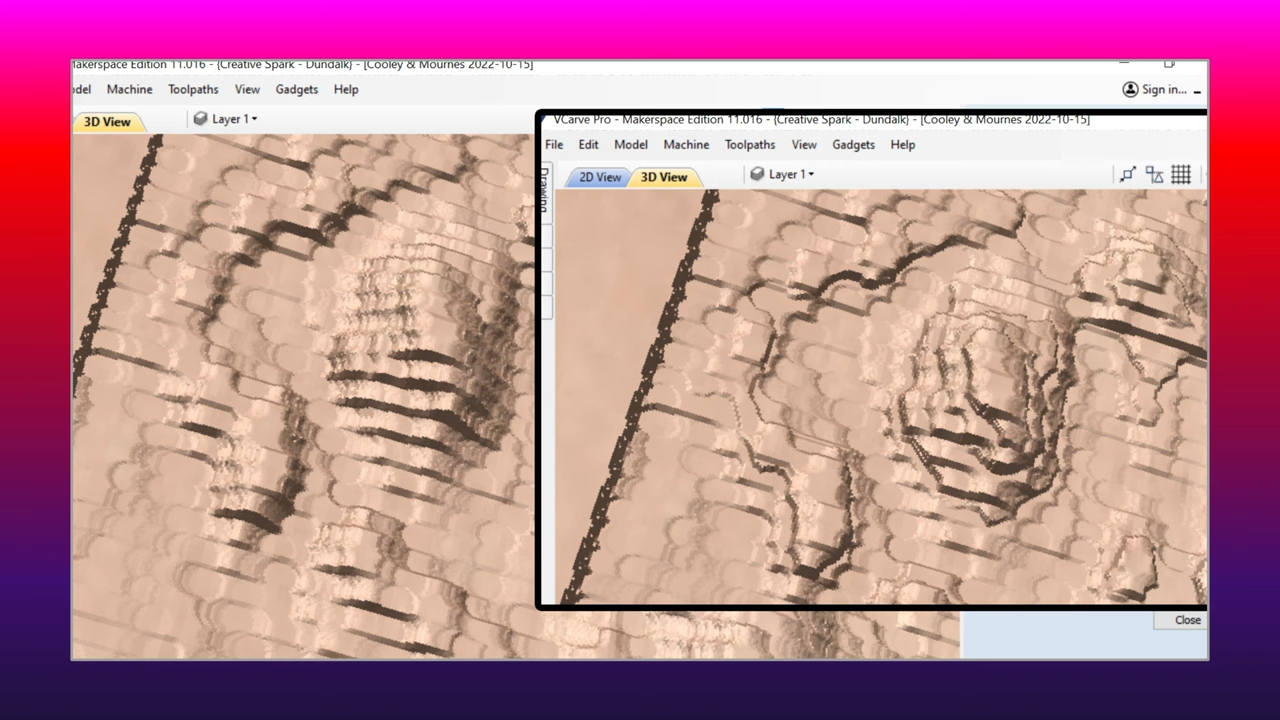 Makerspace Edition 11.016 - {Creative Spark - Dundalk} - [Cooley & Mournes 2022-10-15]
odel Machine Toolpaths View Gadgets Help Sign in...
3D View Layer 1
VCarve Pro - Makerspace Edition 11.016 - {Creative Spark - Dundalk} - [Cooley & Mournes 2022-10-15]
File Edit Model Machine Toolpaths View Gadgets Help
2D View 3D View Layer 1
Drawing
Close